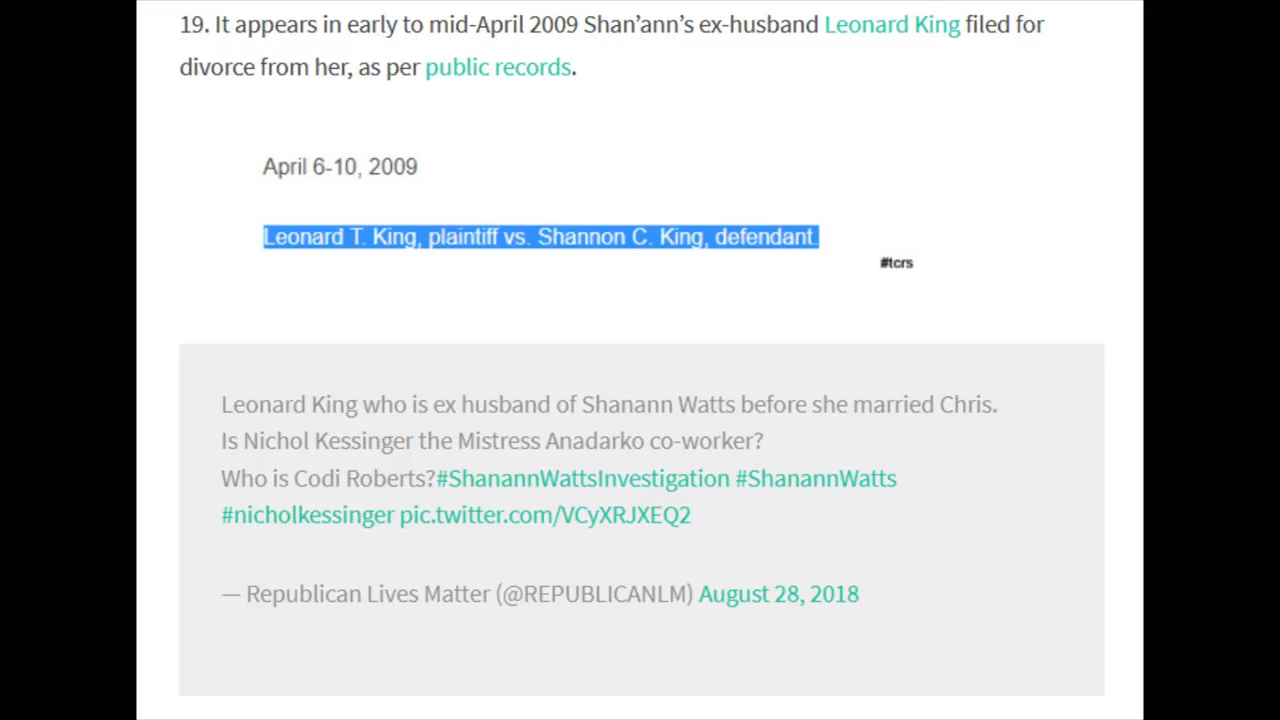 19. It appears in early to mid-April 2009 Shan’ann’s ex-husband Leonard King filed for
divorce from her, as per public records.
April 6-10, 2009
Leonard T. King, plaintiff vs. Shannon C. King, defendant.
#tcrs
Leonard King who is ex husband of Shanann Watts before she married Chris.
Is Nichol Kessinger the Mistress Anadarko co-worker?
Who is Codi Roberts?#ShanannWattsInvestigation #ShanannWatts
#nicholkessinger pic.twitter.com/VCyXRJXEQ2
— Republican Lives Matter (@REPUBLICANLM) August 28, 2018